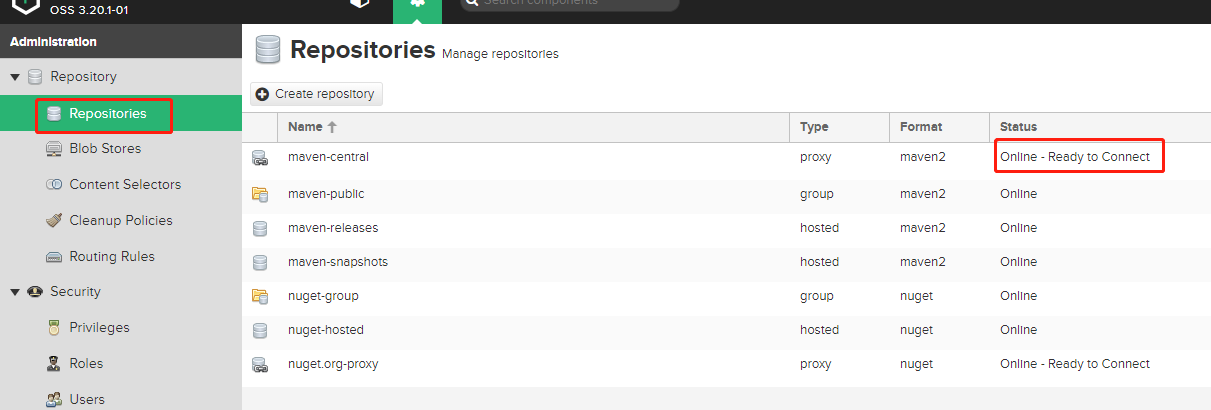 OSS 3.20.1-01
Search components
Administration
Repository
Repositories
Blob Stores
Content Selectors
Cleanup Policies
Routing Rules
Security
Privileges
Roles
Users
Repositories Manage repositories
Create repository
Name Type Format Status
maven-central proxy maven2 Online - Ready to Connect
maven-public group maven2 Online
maven-releases hosted maven2 Online
maven-snapshots hosted maven2 Online
nuget-group group nuget Online
nuget-hosted hosted nuget Online
nuget.org-proxy proxy nuget Online - Ready to Connect